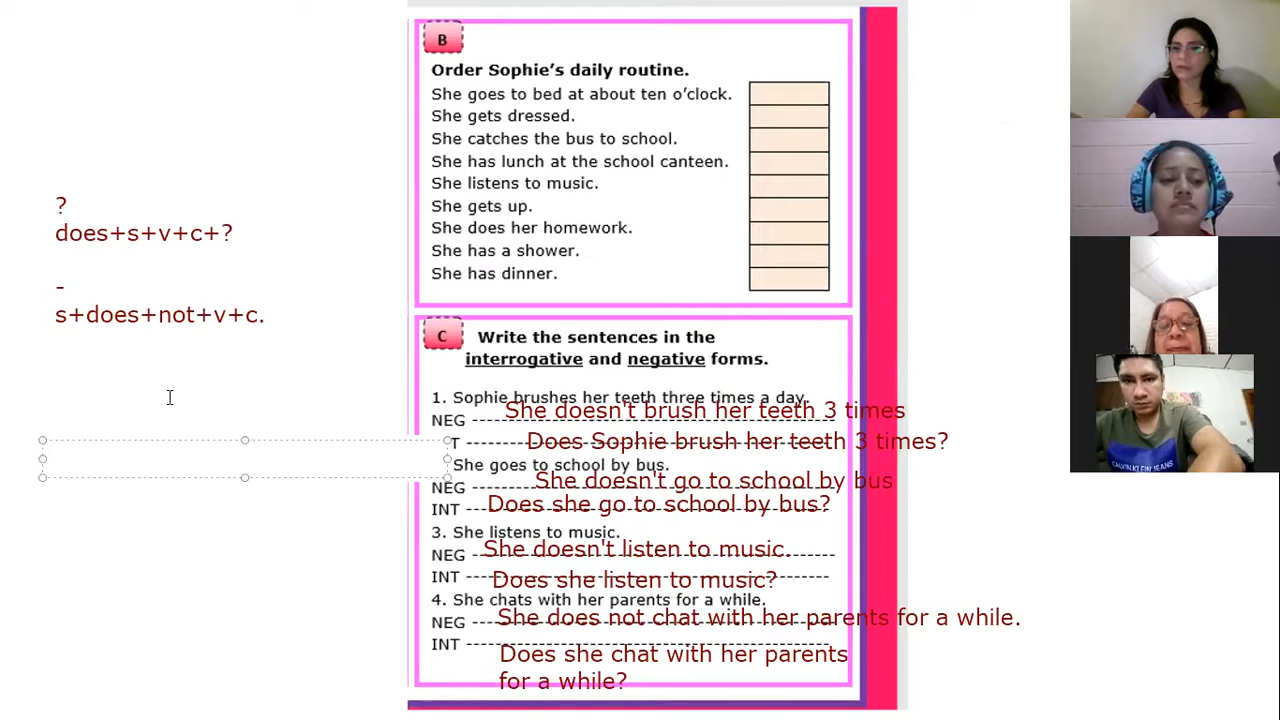 ?
does+s+v+c+?
-
s+does+not+v+c.
B
Order Sophie's daily routine.
She goes to bed at about ten o'clock.
She gets dressed.
She catches the bus to school.
She has lunch at the school canteen.
She listens to music.
She gets up.
She does her homework.
She has a shower.
She has dinner.
C
Write the sentences in the
interrogative and negative forms.
1. Sophie brushes her teeth three times a day.
NEG She doesn't brush her teeth 3 times
T Does Sophie brush her teeth 3 times?
She goes to school by bus.
NEG She doesn't go to school by bus
INT Does she go to school by bus?
3. She listens to music.
NEG She doesn't listen to music.
INT Does she listen to music?
4. She chats with her parents for a while.
NEG She does not chat with her parents for a while.
INT Does she chat with her parents
for a while?
CALVIN KLEIN JEANS